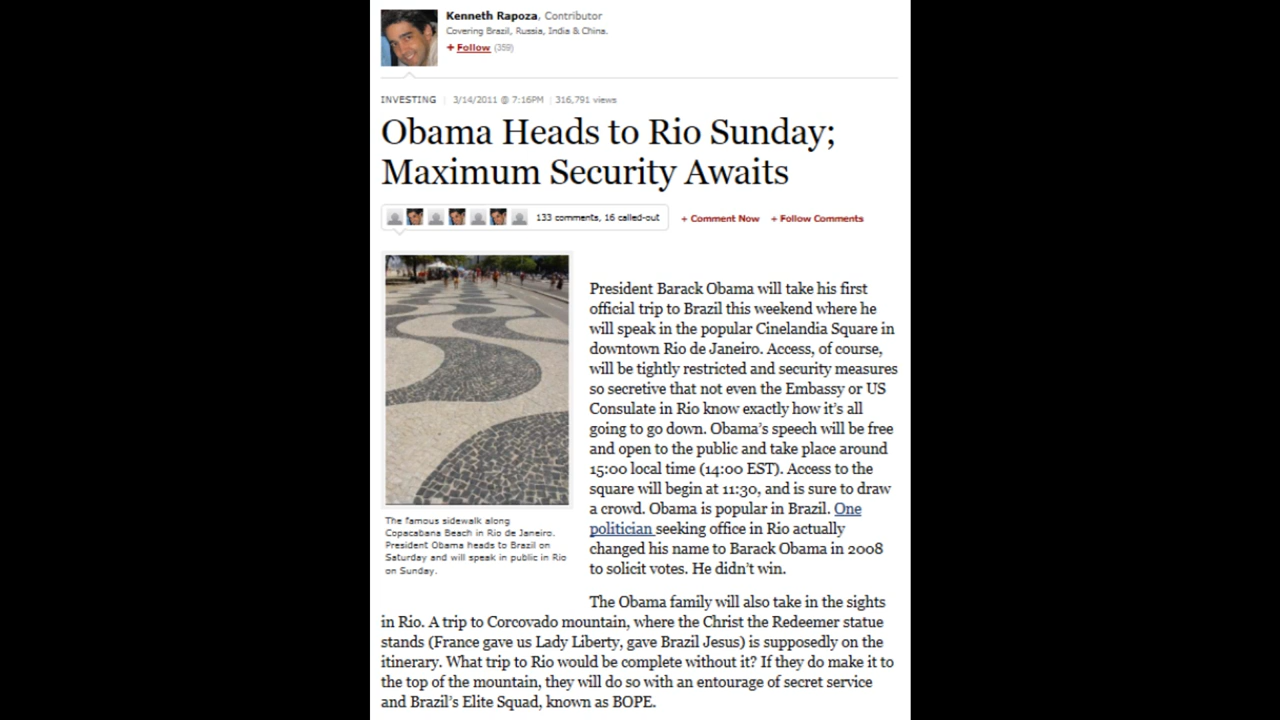 Kenneth Rapoza, Contributor
Covering Brazil, Russia, India & China.
+ Follow (359)
INVESTING | 3/14/2011 @ 7:16PM | 316,791 views
Obama Heads to Rio Sunday;
Maximum Security Awaits
133 comments, 16 called-out + Comment Now + Follow Comments
The famous sidewalk along
Copacabana Beach in Rio de Janeiro.
President Obama heads to Brazil on
Saturday and will speak in public in Rio
on Sunday.
President Barack Obama will take his first
official trip to Brazil this weekend where he
will speak in the popular Cinelandia Square in
downtown Rio de Janeiro. Access, of course,
will be tightly restricted and security measures
so secretive that not even the Embassy or US
Consulate in Rio know exactly how it's all
going to go down. Obama's speech will be free
and open to the public and take place around
15:00 local time (14:00 EST). Access to the
square will begin at 11:30, and is sure to draw
a crowd. Obama is popular in Brazil. One
politician seeking office in Rio actually
changed his name to Barack Obama in 2008
to solicit votes. He didn't win.
The Obama family will also take in the sights
in Rio. A trip to Corcovado mountain, where the Christ the Redeemer statue
stands (France gave us Lady Liberty, gave Brazil Jesus) is supposedly on the
itinerary. What trip to Rio would be complete without it? If they do make it to
the top of the mountain, they will do so with an entourage of secret service
and Brazil's Elite Squad, known as BOPE.